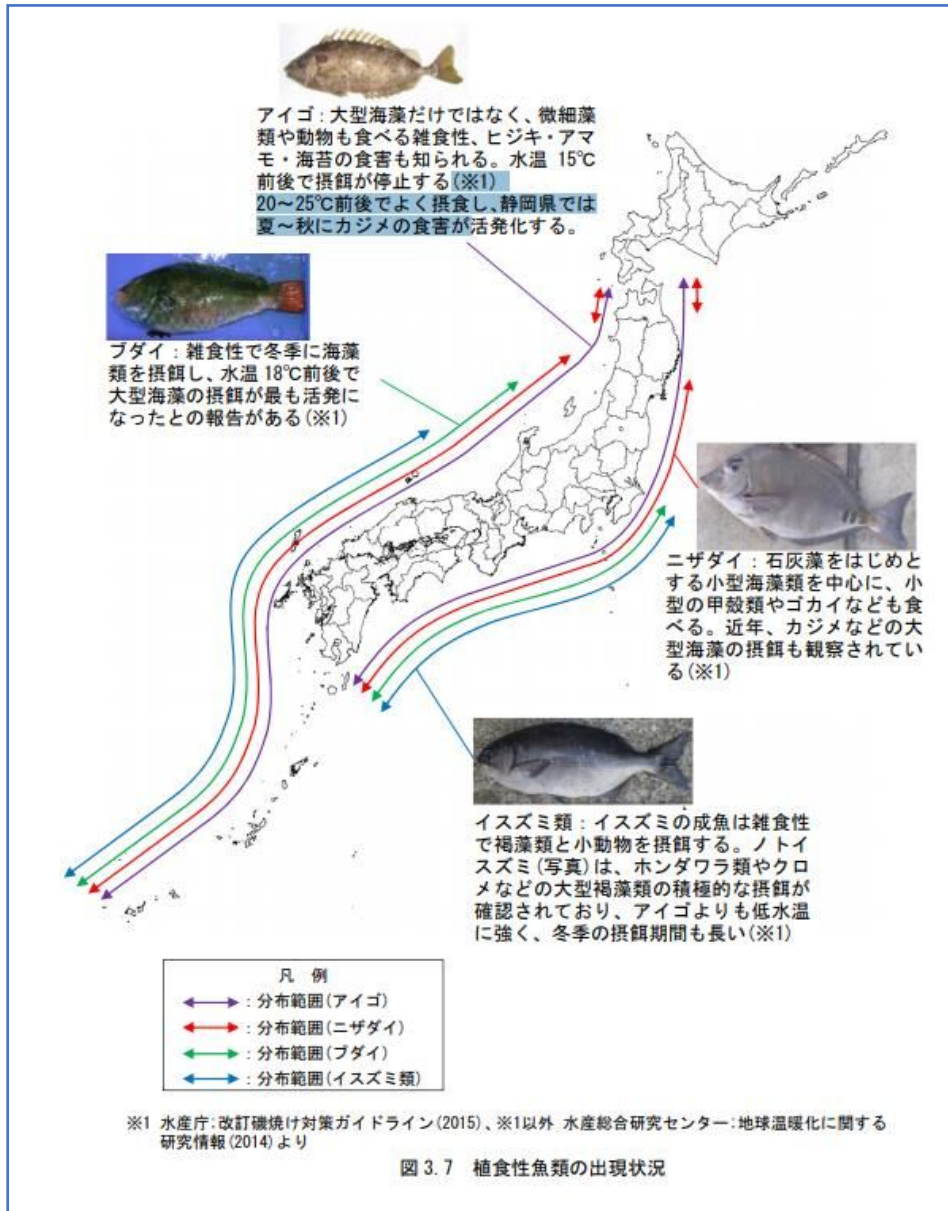 アイゴ：大型海藻だけではなく、微細藻
類や動物も食べる雑食性、ヒジキ・アマ
モ・海苔の食害も知られる。水温 15℃
前後で摂餌が停止する(※1)
20～25℃前後でよく摂食し、静岡県では
夏～秋にカジメの食害が活発化する。
ブダイ：雑食性で冬季に海藻
類を摂餌し、水温 18℃前後で
大型海藻の摂餌が最も活発に
なったとの報告がある(※1)
ニザダイ：石灰藻をはじめと
する小型海藻類を中心に、小
型の甲殻類やゴカイなども食
べる。近年、カジメなどの大
型海藻の摂餌も観察されてい
る(※1)
イスズミ類：イスズミの成魚は雑食性
で褐藻類と小動物を摂餌する。ノトイ
スズミ(写真)は、ホンダワラ類やクロ
メなどの大型褐藻類の積極的な摂餌が
確認されており、アイゴよりも低水温
に強く、冬季の摂餌期間も長い(※1)
凡 例
：分布範囲(アイゴ)
：分布範囲(ニザダイ)
：分布範囲(ブダイ)
：分布範囲(イスズミ類)
※1 水産庁：改訂磯焼け対策ガイドライン(2015)、※1以外 水産総合研究センター：地球温暖化に関する
研究情報(2014)より
図 3.7 植食性魚類の出現状況